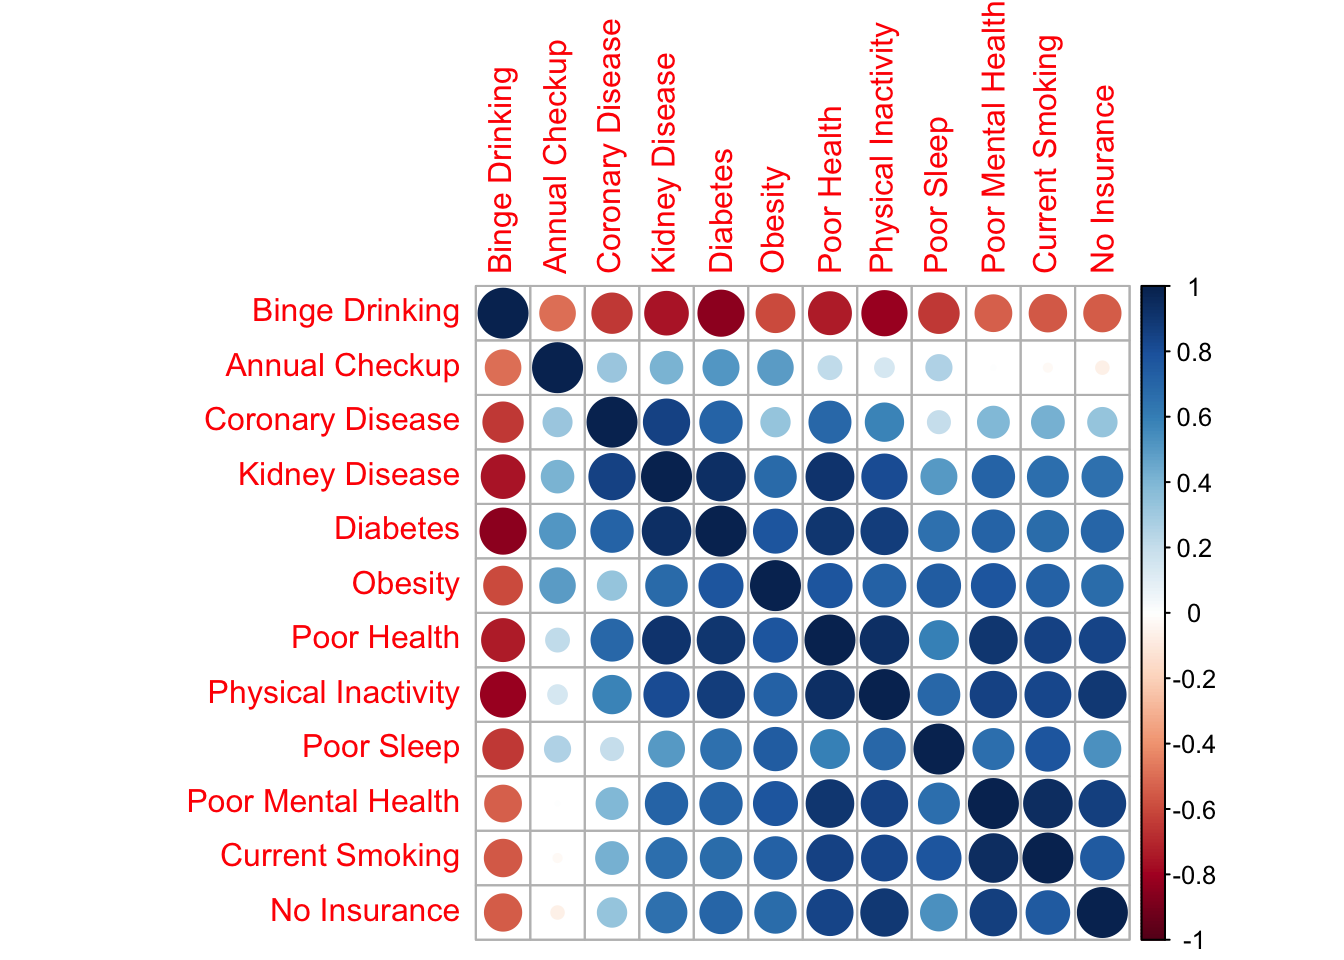 Binge Drinking
Annual Checkup
Coronary Disease
Kidney Disease
Diabetes
Obesity
Poor Health
Physical Inactivity
Poor Sleep
Poor Mental Health
Current Smoking
No Insurance
Binge Drinking
Annual Checkup
Coronary Disease
Kidney Disease
Diabetes
Obesity
Poor Health
Physical Inactivity
Poor Sleep
Poor Mental Health
Current Smoking
No Insurance
1
0.8
0.6
0.4
0.2
0
-0.2
-0.4
-0.6
-0.8
-1